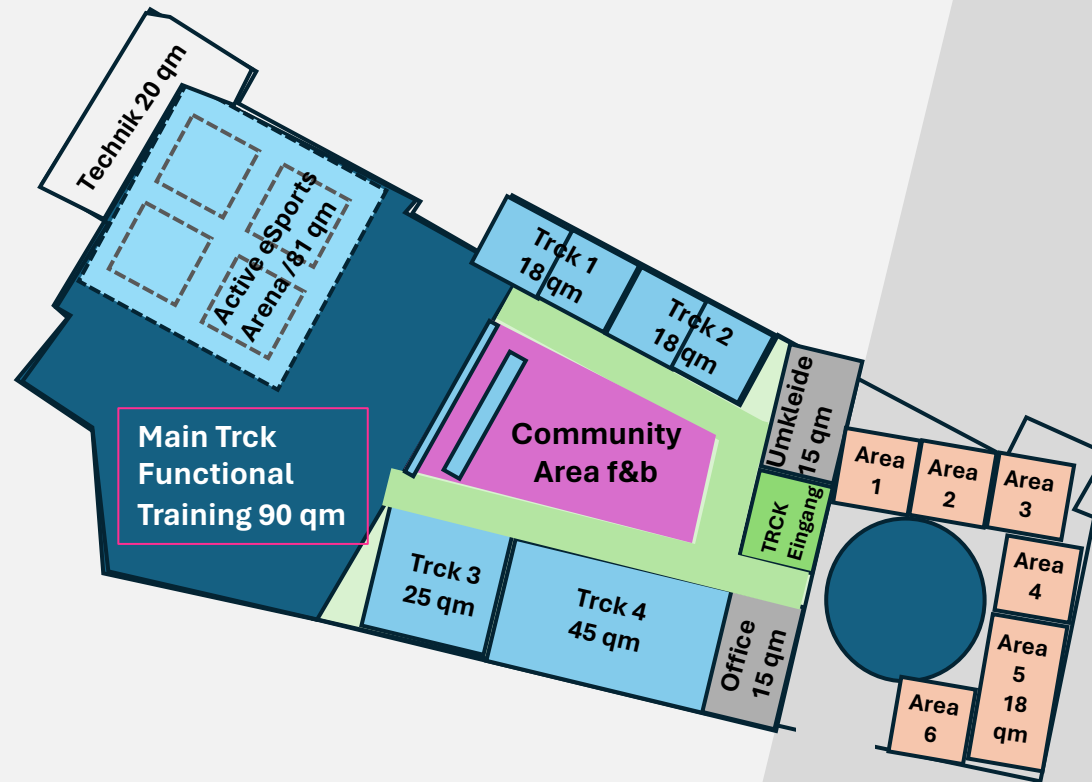 Technik 20 qm
Active eSports
Arena /81 qm
Trck 1
18 qm
Trck 2
18 qm
Umkleide
15 qm
Community
Area f&b
Main Trck
Functional
Training 90 qm
TRCK
Eingang
Trck 3
25 qm
Trck 4
45 qm
Office
15 qm
Area
1
Area
2
Area
3
Area
4
Area
5
18
qm
Area
6